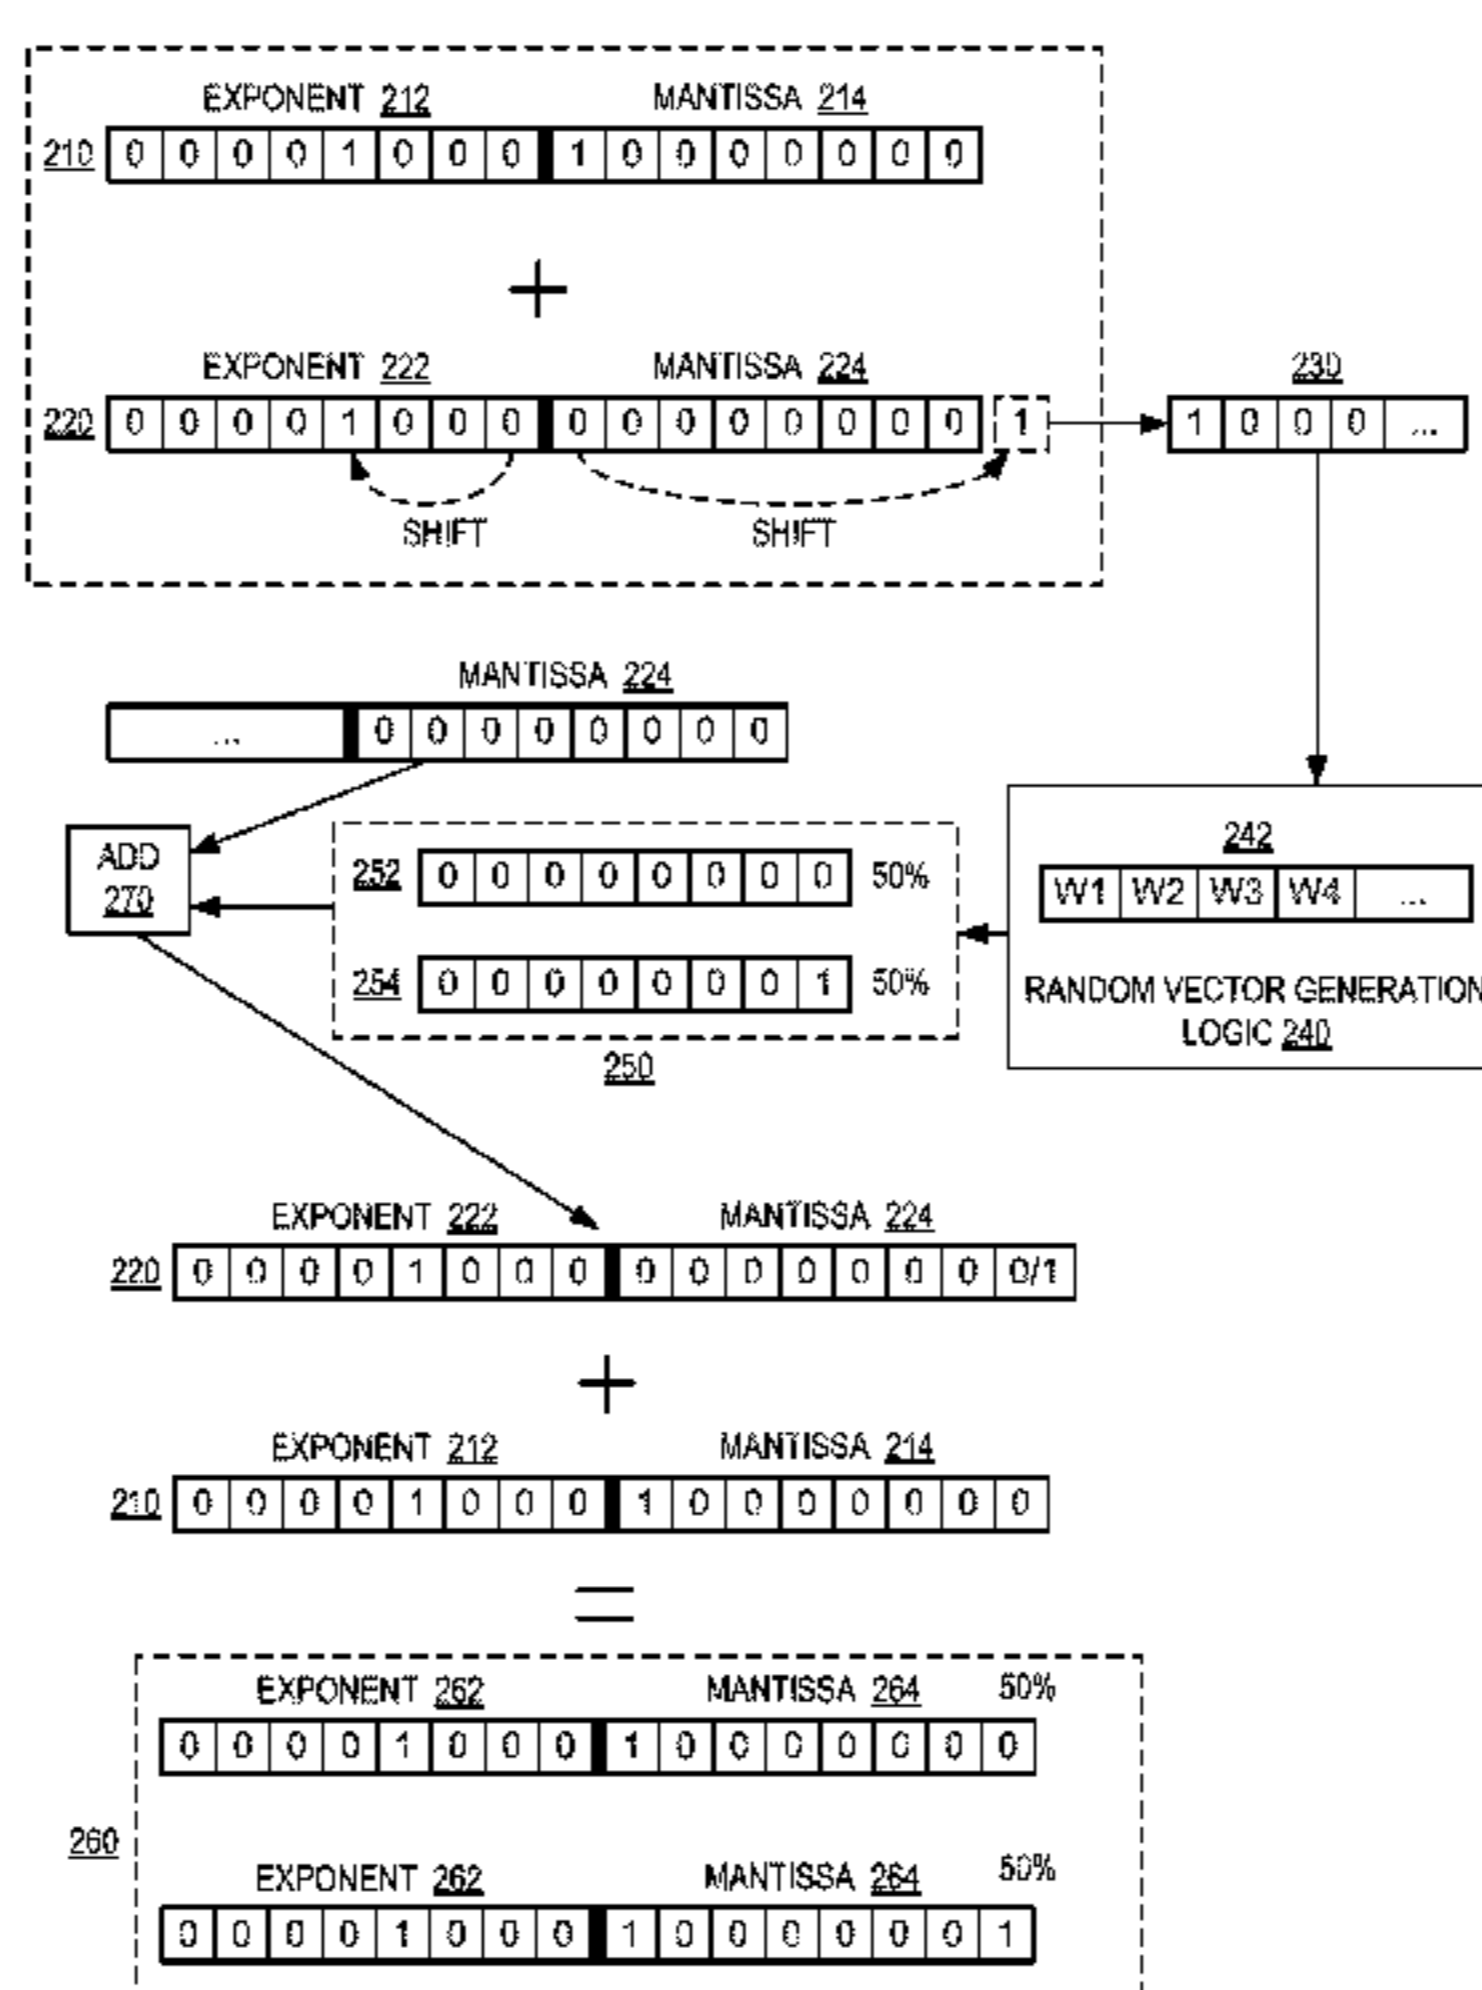 EXPONENT 212 MANTISSA 214
210 0 0 0 0 1 0 0 0 1 0 0 0 0 0 0 0
+
EXPONENT 222 MANTISSA 224 230
220 0 0 0 0 1 0 0 0 0 0 0 0 0 0 0 0 1 1 0 0 0 ...
SHIFT SHIFT
MANTISSA 224
... 0 0 0 0 0 0 0 0
ADD 270
252 0 0 0 0 0 0 0 0 50%
254 0 0 0 0 0 0 0 1 50%
250
242
W1 W2 W3 W4 ...
RANDOM VECTOR GENERATION
LOGIC 240
EXPONENT 222 MANTISSA 224
220 0 0 0 0 1 0 0 0 0 0 0 0 0 0 0 0/1
+
EXPONENT 212 MANTISSA 214
210 0 0 0 0 1 0 0 0 1 0 0 0 0 0 0 0
=
EXPONENT 262 MANTISSA 264 50%
0 0 0 0 1 0 0 0 1 0 0 0 0 0 0 0
260
EXPONENT 262 MANTISSA 264 50%
0 0 0 0 1 0 0 0 1 0 0 0 0 0 0 1